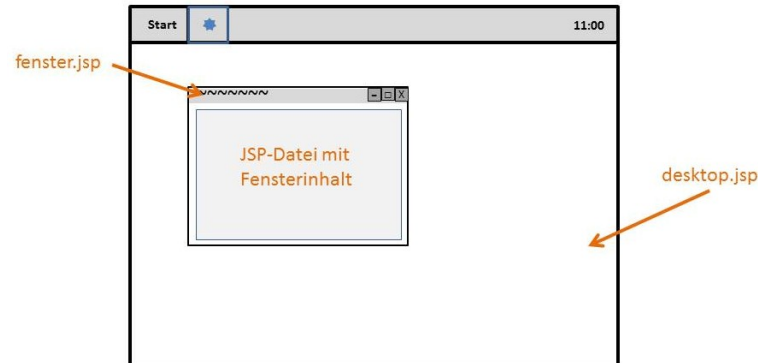 Start
11:00
fenster.jsp
~~~~~~~
- □ X
JSP-Datei mit
Fensterinhalt
desktop.jsp